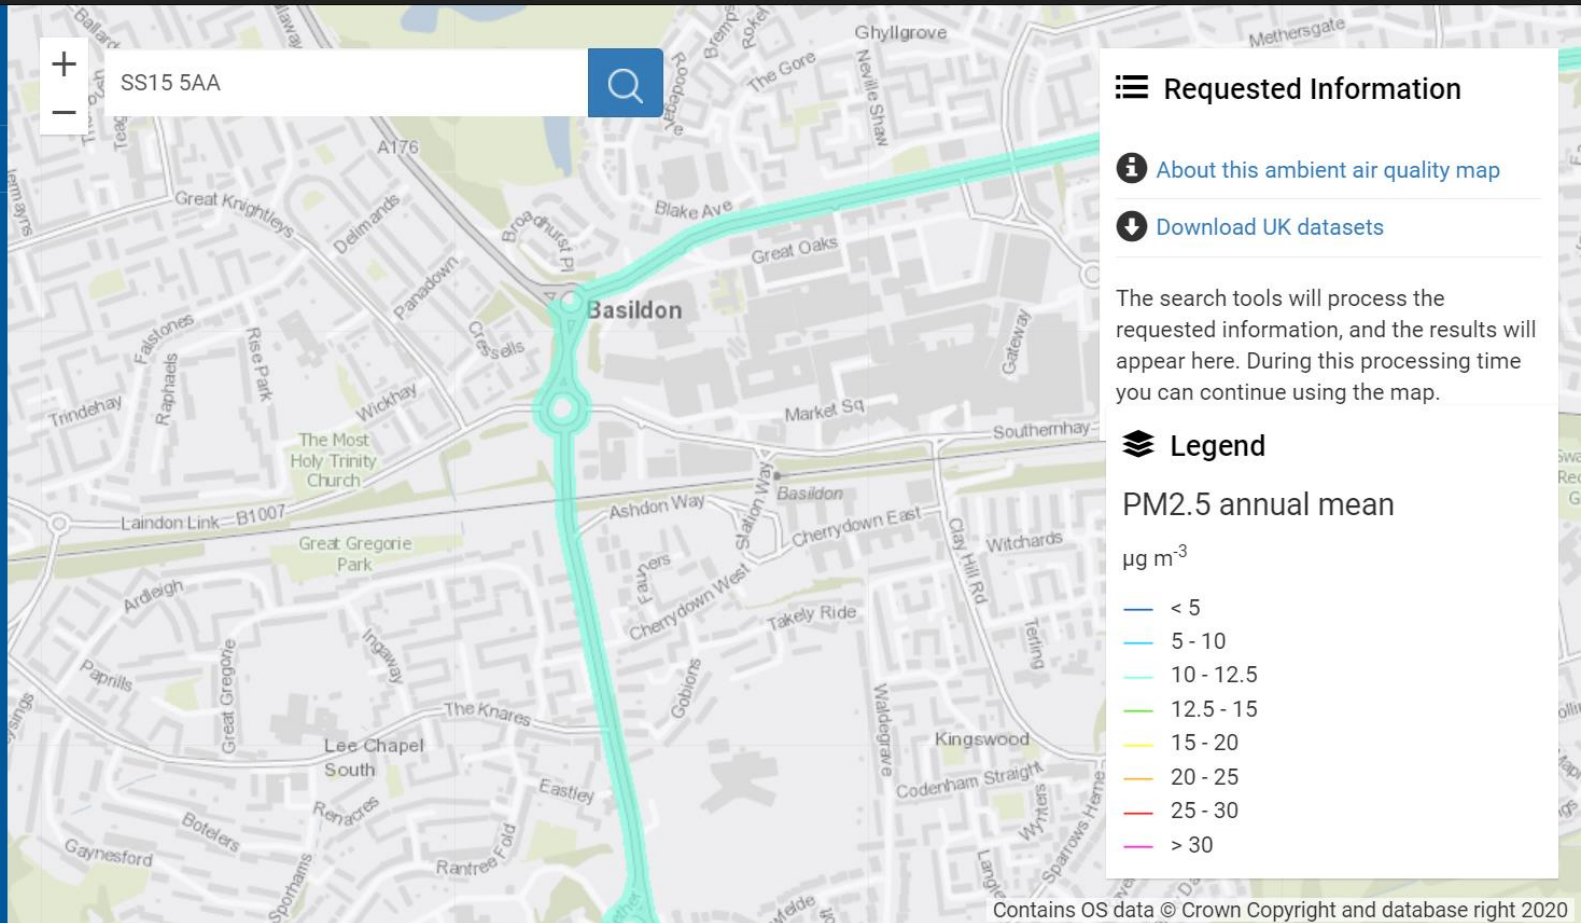 SS15 5AA
Requested Information
About this ambient air quality map
Download UK datasets
The search tools will process the
requested information, and the results will
appear here. During this processing time
you can continue using the map.
Legend
PM2.5 annual mean
µg m-3
< 5
5 - 10
10 - 12.5
12.5 - 15
15 - 20
20 - 25
25 - 30
> 30
Ghyllgrove
Methersgate
The Gore
Neville Shaw
A176
Great Knightleys
Delimands
Broadhurst Pl
Blake Ave
Great Oaks
Panadown
Basildon
Falstones
Rise Park
Cressells
Gateway
Raphaels
Trindehay
Wickhay
Market Sq
Southernhay
The Most
Holy Trinity
Church
Laindon Link
B1007
Ashdon Way
Station Way
Basildon
Cherrydown East
Great Gregorie
Park
Clay Hill Rd
Witchards
Ardleigh
Fauners
Cherrydown West
Takely Ride
Terling
Ingaway
Great Gregorie
Paprills
Gobions
The Knares
Waldegrave
Lee Chapel
South
Kingswood
Codenham Straight
Eastley
Renacres
Botelers
Wynters
Sparrows Herne
Gaynesford
Rantree Fold
Sporhams
Contains OS data © Crown Copyright and database right 2020